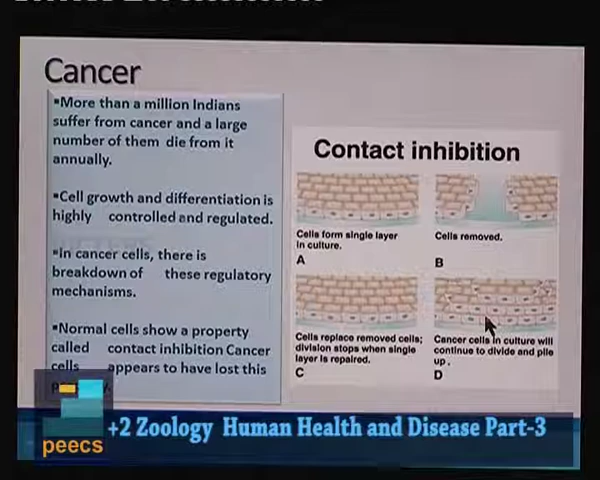 Cancer
▪More than a million Indians
suffer from cancer and a large
number of them die from it
annually.
▪Cell growth and differentiation is
highly controlled and regulated.
▪In cancer cells, there is
breakdown of these regulatory
mechanisms.
▪Normal cells show a property
called contact inhibition Cancer
cells appears to have lost this
Contact inhibition
Cells form single layer
in culture.
A
Cells removed.
B
Cells replace removed cells;
division stops when single
layer is repaired.
C
Cancer cells in culture will
continue to divide and pile
up.
D
peecs
+2 Zoology Human Health and Disease Part-3